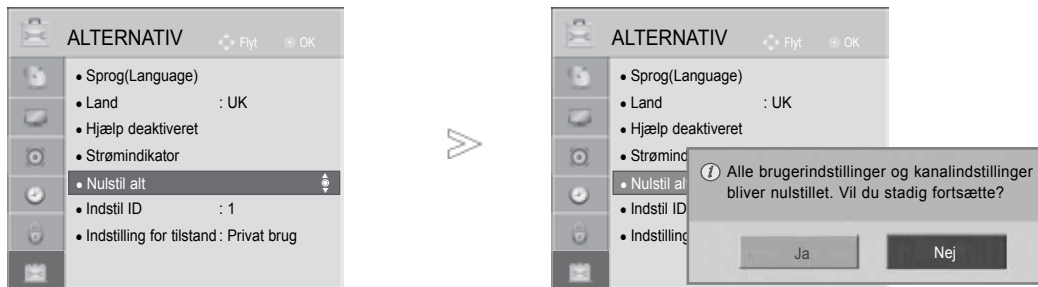 ALTERNATIV Flyt OK
• Sprog(Language)
• Land : UK
• Hjælp deaktiveret
• Strømindikator
• Nulstil alt
• Indstil ID : 1
• Indstilling for tilstand : Privat brug
ALTERNATIV Flyt OK
• Sprog(Language)
• Land : UK
• Hjælp deaktiveret
• Strømind
• Nulstil al
• Indstil ID
• Indstilling
Alle brugerindstillinger og kanalindstillinger
bliver nulstillet. Vil du stadig fortsætte?
Ja Nej